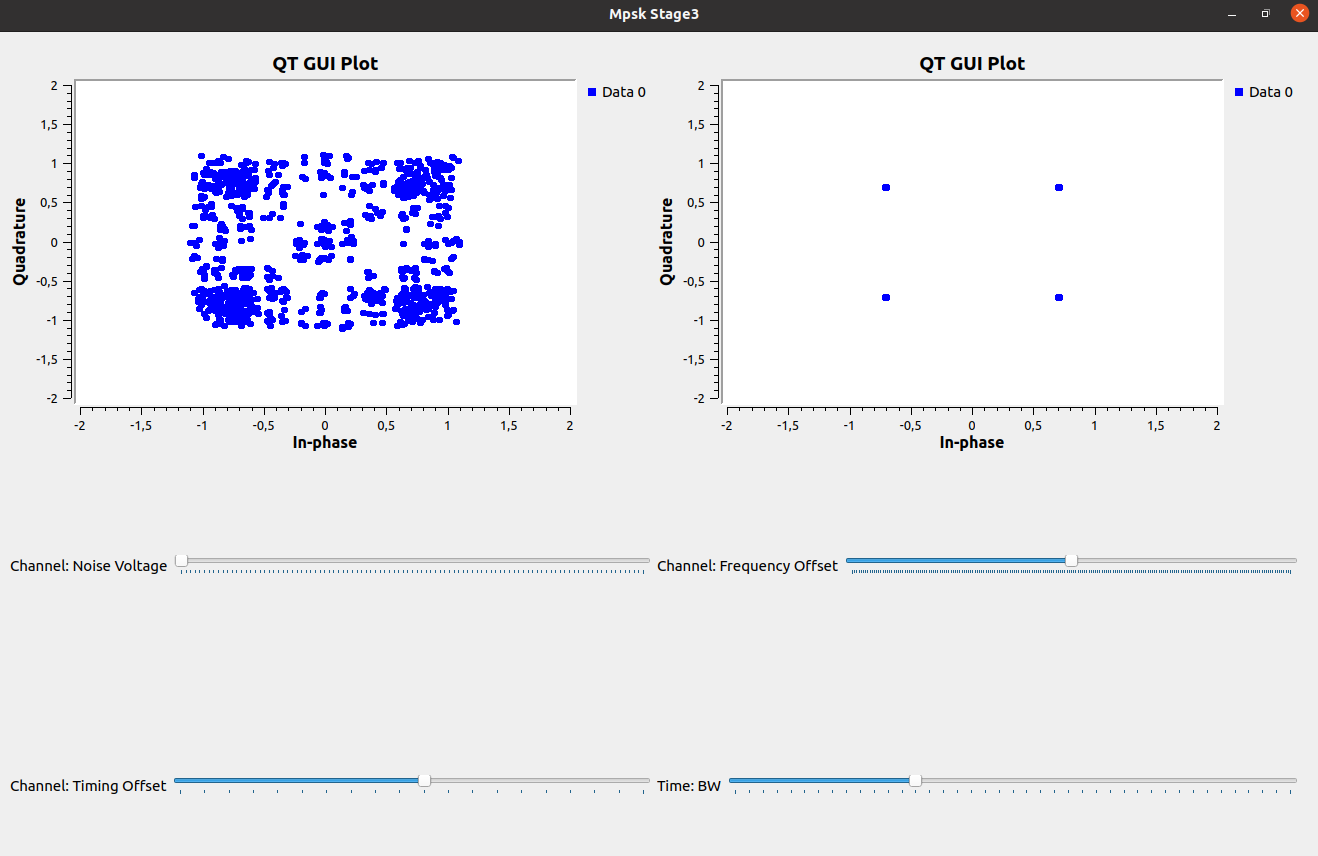 Mpsk Stage3
QT GUI Plot
Data 0
2
1,5
1
0,5
0
-0,5
-1
-1,5
-2
Quadrature
-2
-1,5
-1
-0,5
0
0,5
1
1,5
2
In-phase
QT GUI Plot
Data 0
2
1,5
1
0,5
0
-0,5
-1
-1,5
-2
Quadrature
-2
-1,5
-1
-0,5
0
0,5
1
1,5
2
In-phase
Channel: Noise Voltage
Channel: Frequency Offset
Channel: Timing Offset
Time: BW